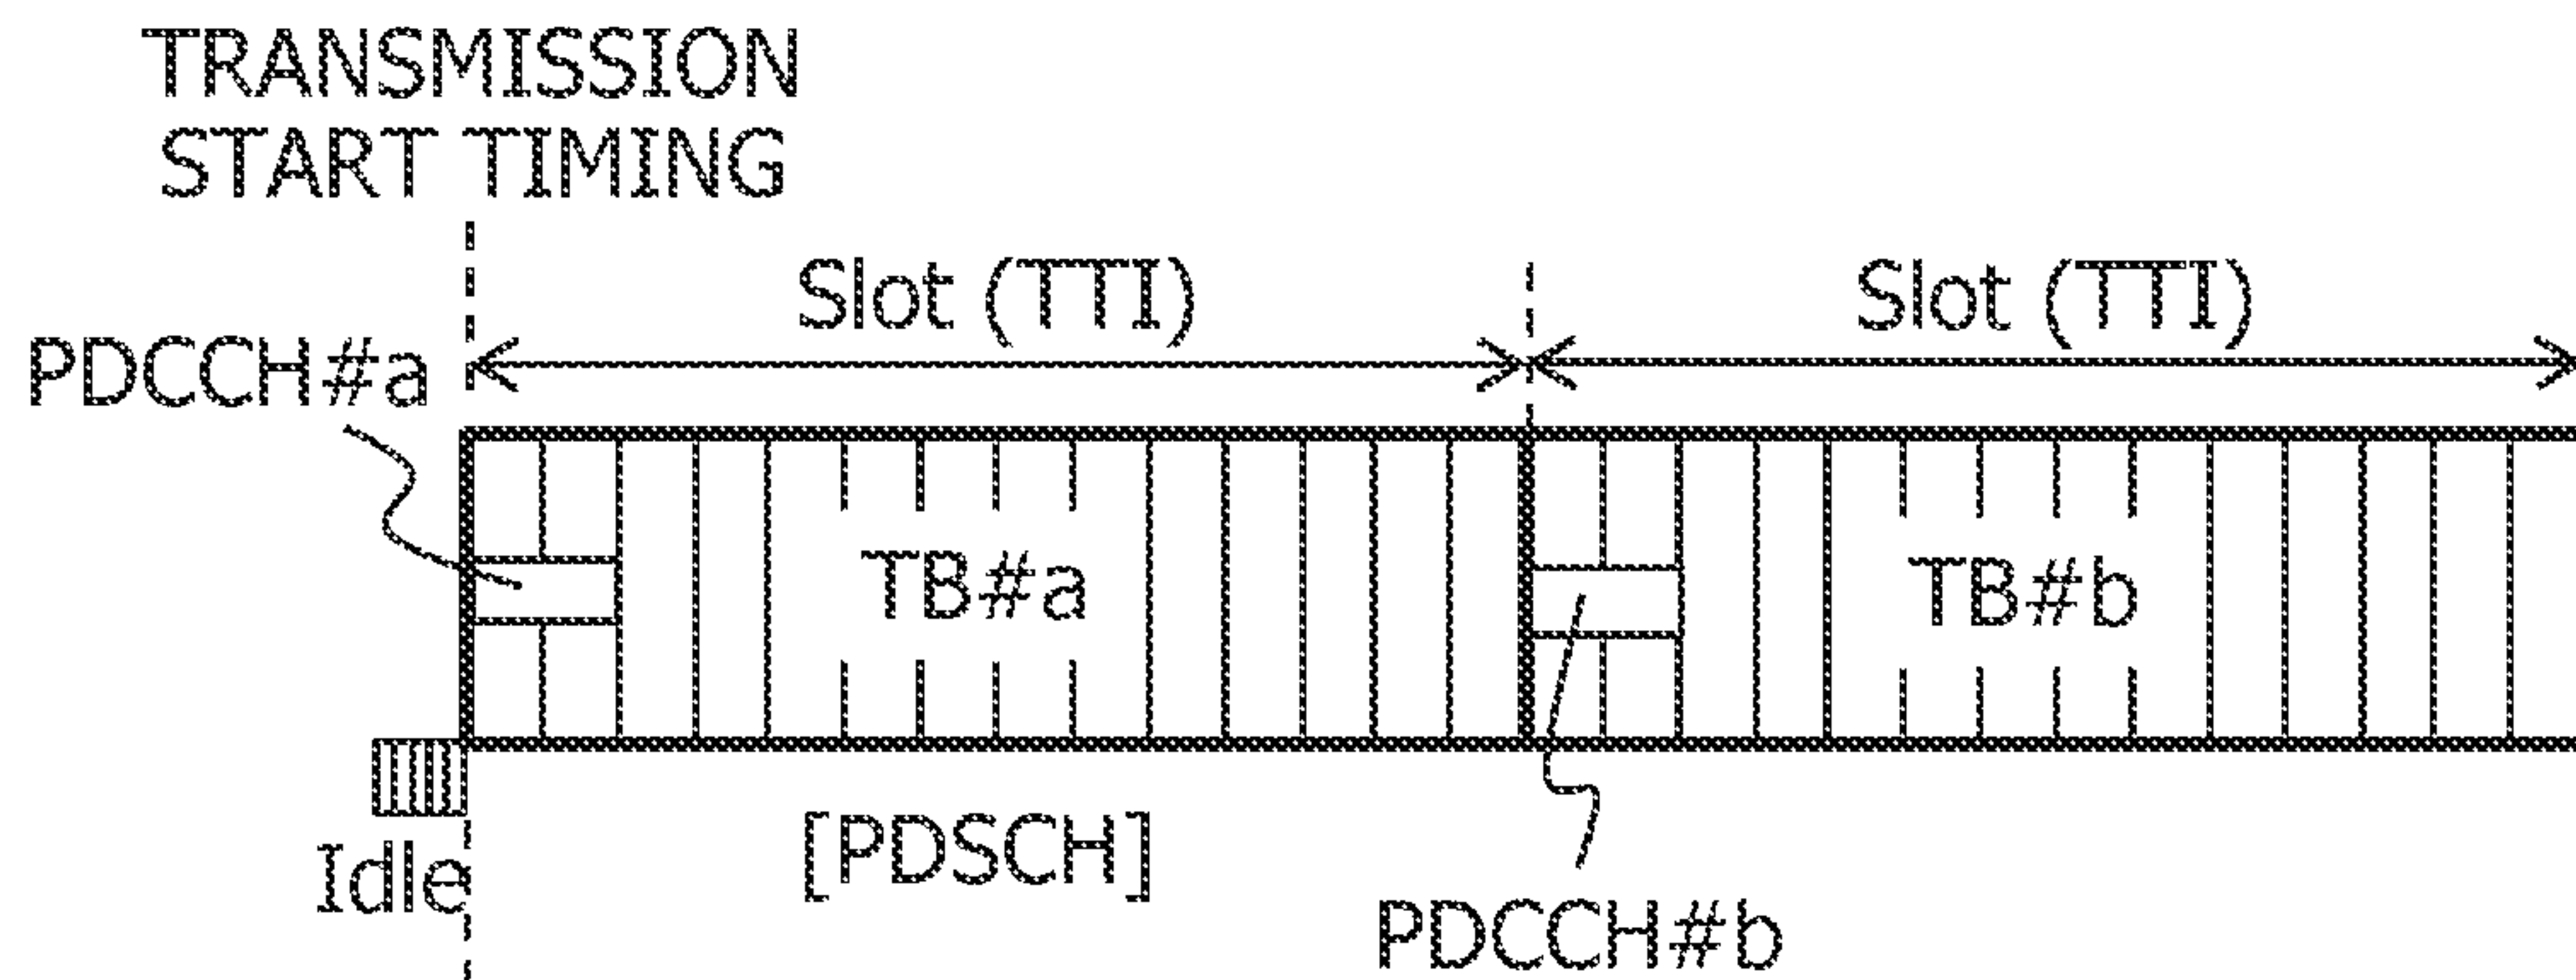 TRANSMISSION
START TIMING
Slot (TTI)
Slot (TTI)
PDCCH#a
TB#a
TB#b
Idle
[PDSCH]
PDCCH#b